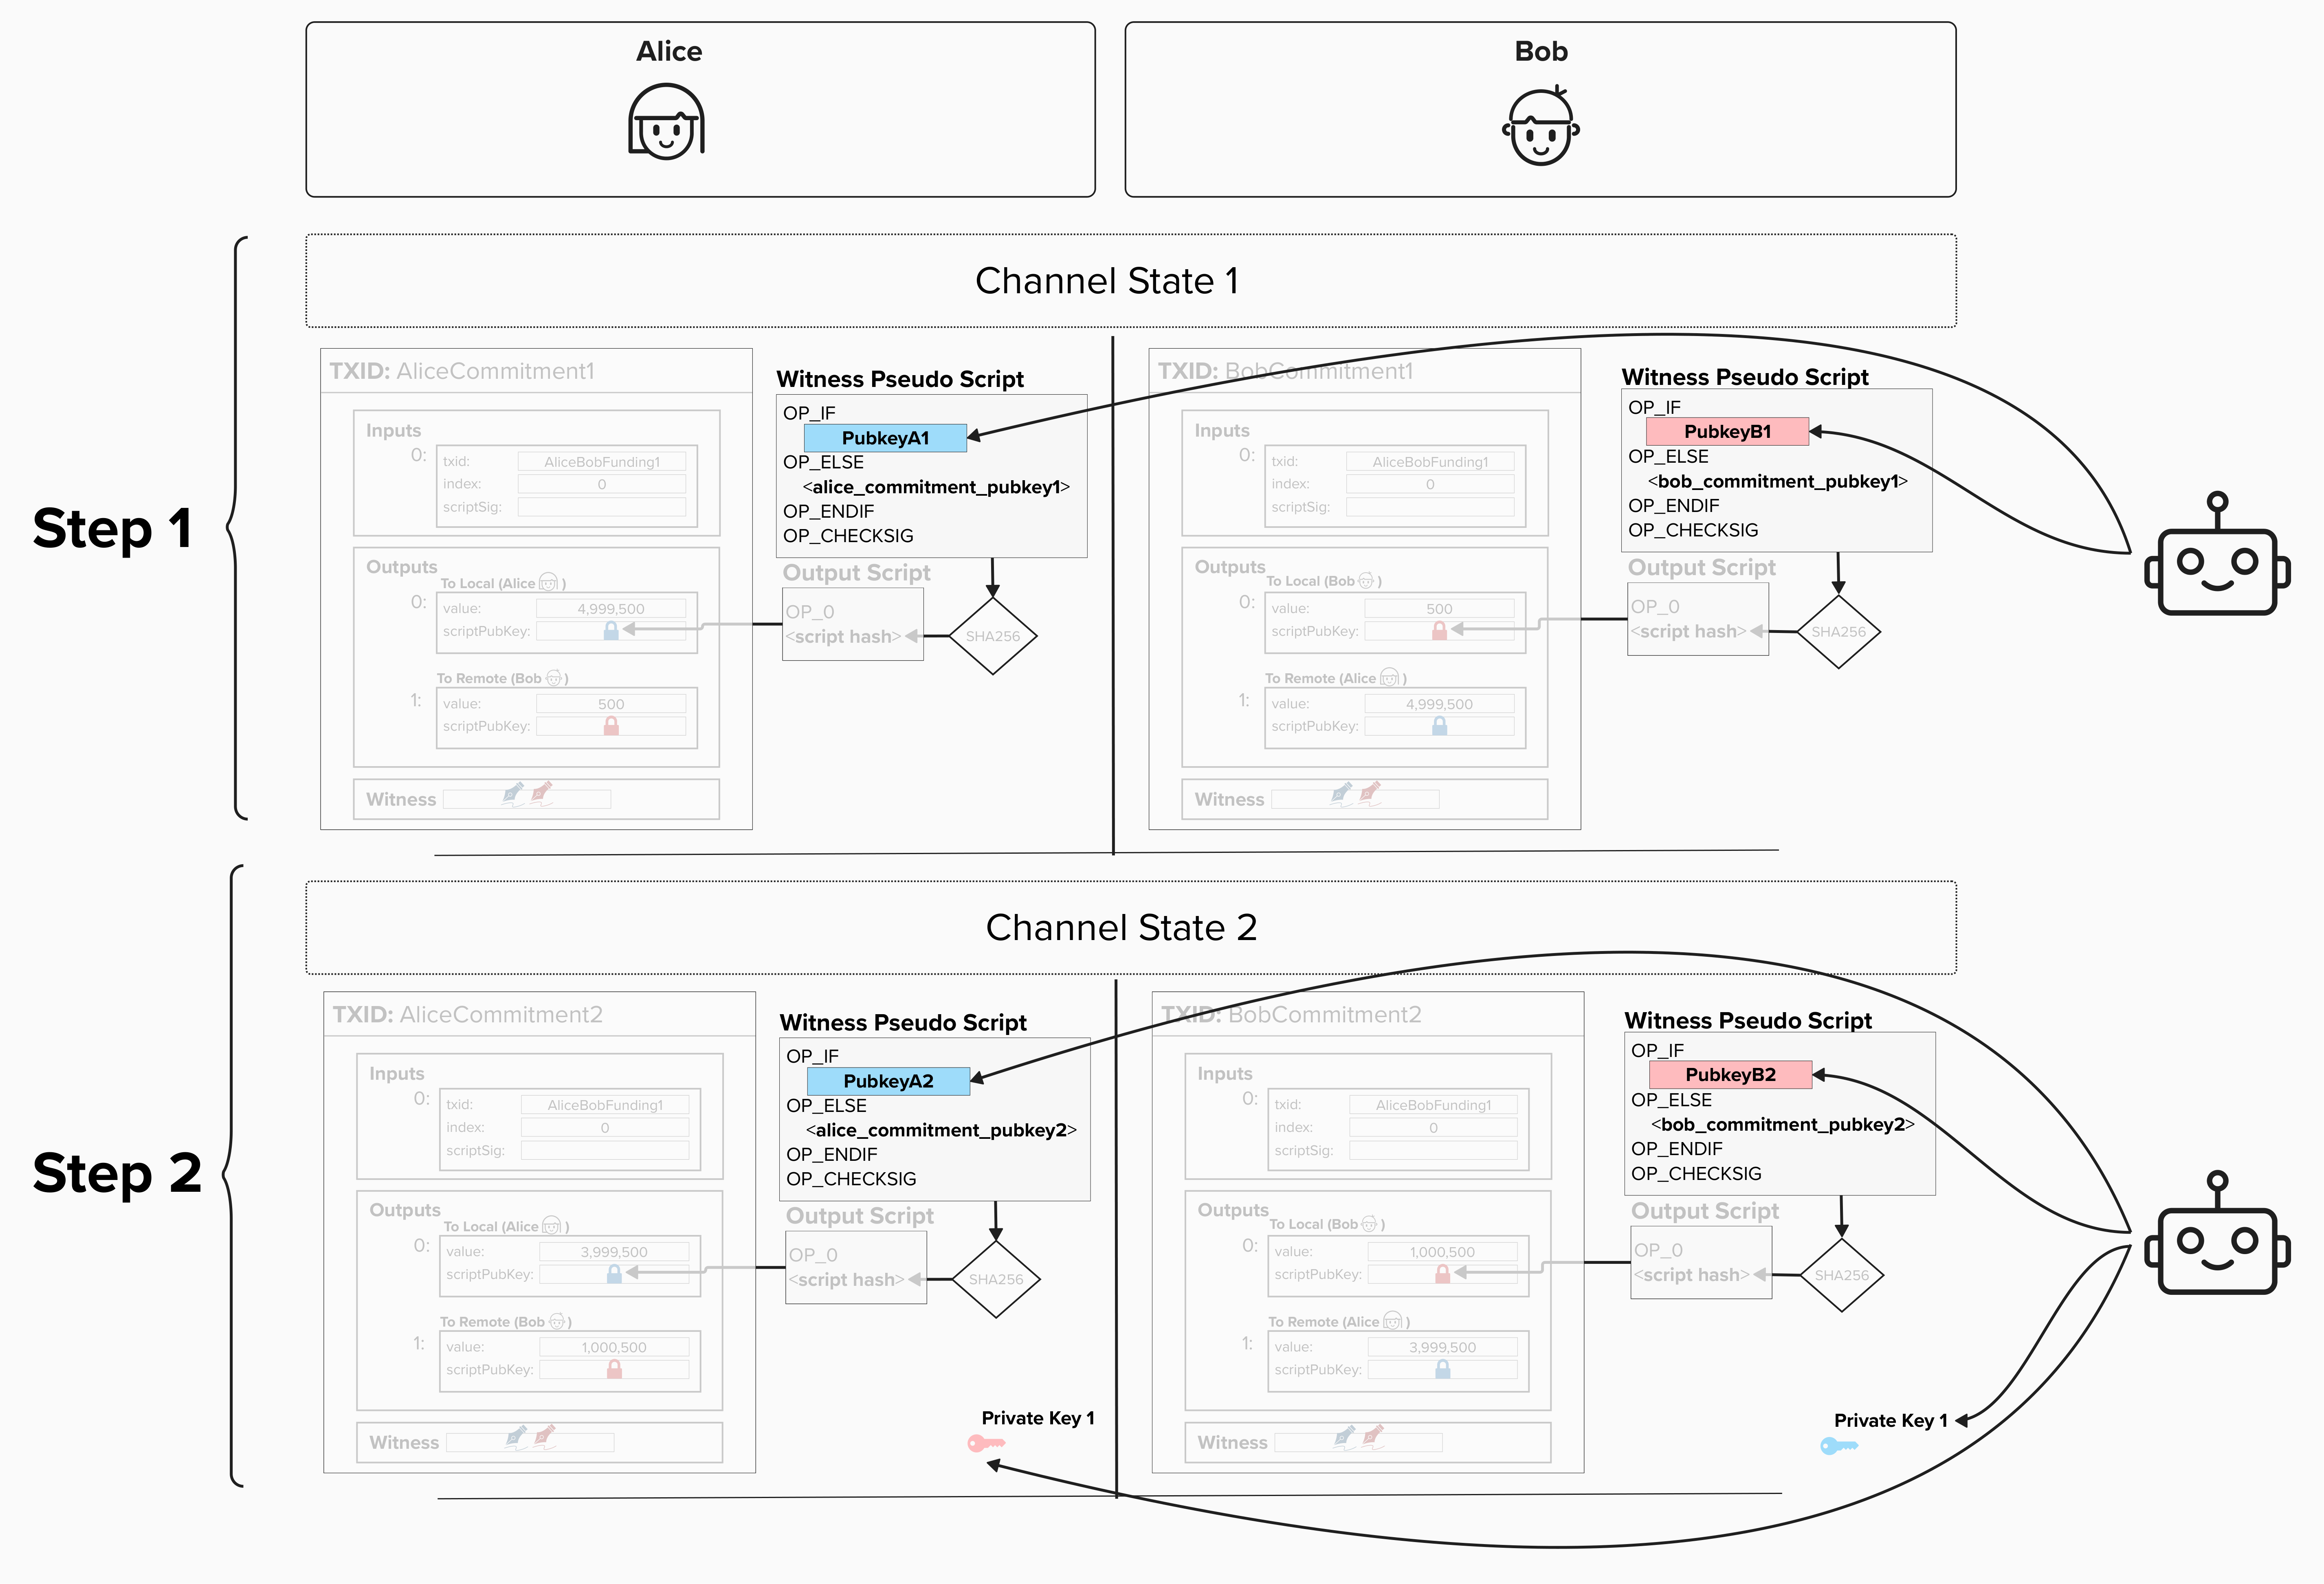 Alice
Bob
Step 1
Channel State 1
TXID: AliceCommitment1
Inputs
0:
txid: AliceBobFunding1
index: 0
scriptSig:
Outputs
To Local (Alice )
0:
value: 4,999,500
scriptPubKey:
To Remote (Bob )
1:
value: 500
scriptPubKey:
Witness
Witness Pseudo Script
OP_IF
PubkeyA1
OP_ELSE
<alice_commitment_pubkey1>
OP_ENDIF
OP_CHECKSIG
Output Script
OP_0
<script hash>
SHA256
TXID: BobCommitment1
Inputs
0:
txid: AliceBobFunding1
index: 0
scriptSig:
Outputs
To Local (Bob )
0:
value: 500
scriptPubKey:
To Remote (Alice )
1:
value: 4,999,500
scriptPubKey:
Witness
Witness Pseudo Script
OP_IF
PubkeyB1
OP_ELSE
<bob_commitment_pubkey1>
OP_ENDIF
OP_CHECKSIG
Output Script
OP_0
<script hash>
SHA256
Step 2
Channel State 2
TXID: AliceCommitment2
Inputs
0:
txid: AliceBobFunding1
index: 0
scriptSig:
Outputs
To Local (Alice )
0:
value: 3,999,500
scriptPubKey:
To Remote (Bob )
1:
value: 1,000,500
scriptPubKey:
Witness
Witness Pseudo Script
OP_IF
PubkeyA2
OP_ELSE
<alice_commitment_pubkey2>
OP_ENDIF
OP_CHECKSIG
Output Script
OP_0
<script hash>
SHA256
Private Key 1
TXID: BobCommitment2
Inputs
0:
txid: AliceBobFunding1
index: 0
scriptSig:
Outputs
To Local (Bob )
0:
value: 1,000,500
scriptPubKey:
To Remote (Alice )
1:
value: 3,999,500
scriptPubKey:
Witness
Witness Pseudo Script
OP_IF
PubkeyB2
OP_ELSE
<bob_commitment_pubkey2>
OP_ENDIF
OP_CHECKSIG
Output Script
OP_0
<script hash>
SHA256
Private Key 1